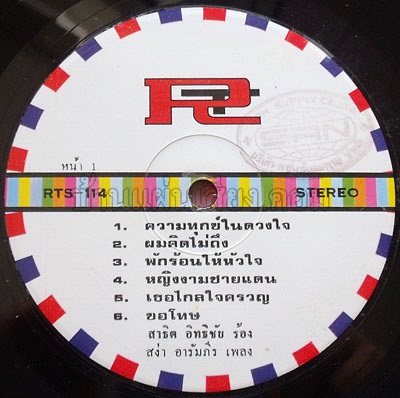 หน้า 1
RTS-114 STEREO
1. ความทุกข์ในดวงใจ
2. ผมคิดไม่ถึง
3. พักร้อนให้หัวใจ
4. หญิงงามชายแดน
5. เธอไกลใจครวญ
6. ขอโทษ
สาธิต อิทธิชัย ร้อง
สง่า อารัมภีร เพลง